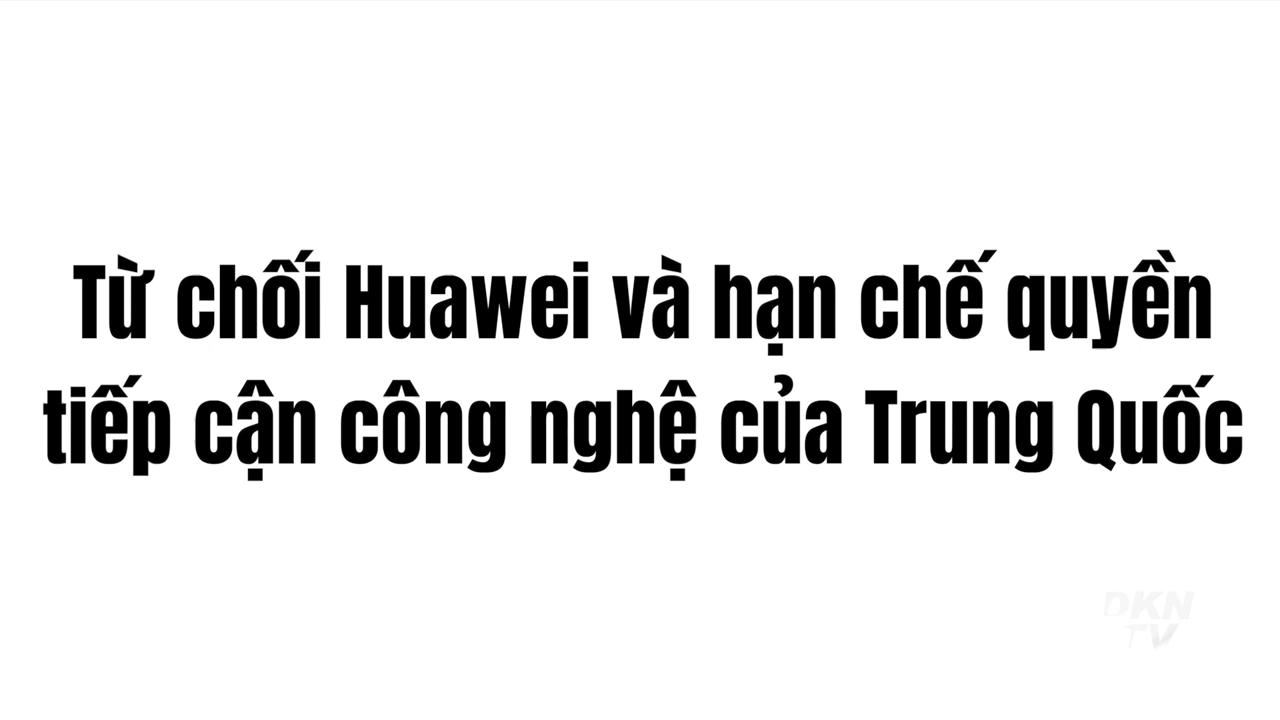 Từ chối Huawei và hạn chế quyền
tiếp cận công nghệ của Trung Quốc
DKN
TV